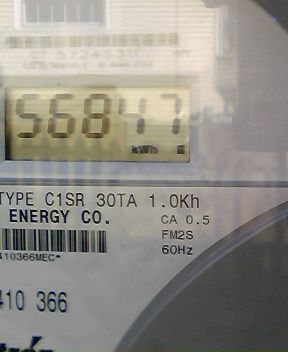 56847
kWh E
TYPE C1SR 30TA 1.0Kh
ENERGY CO. CA 0.5
FM2S
410366MEC* 60Hz
410 366